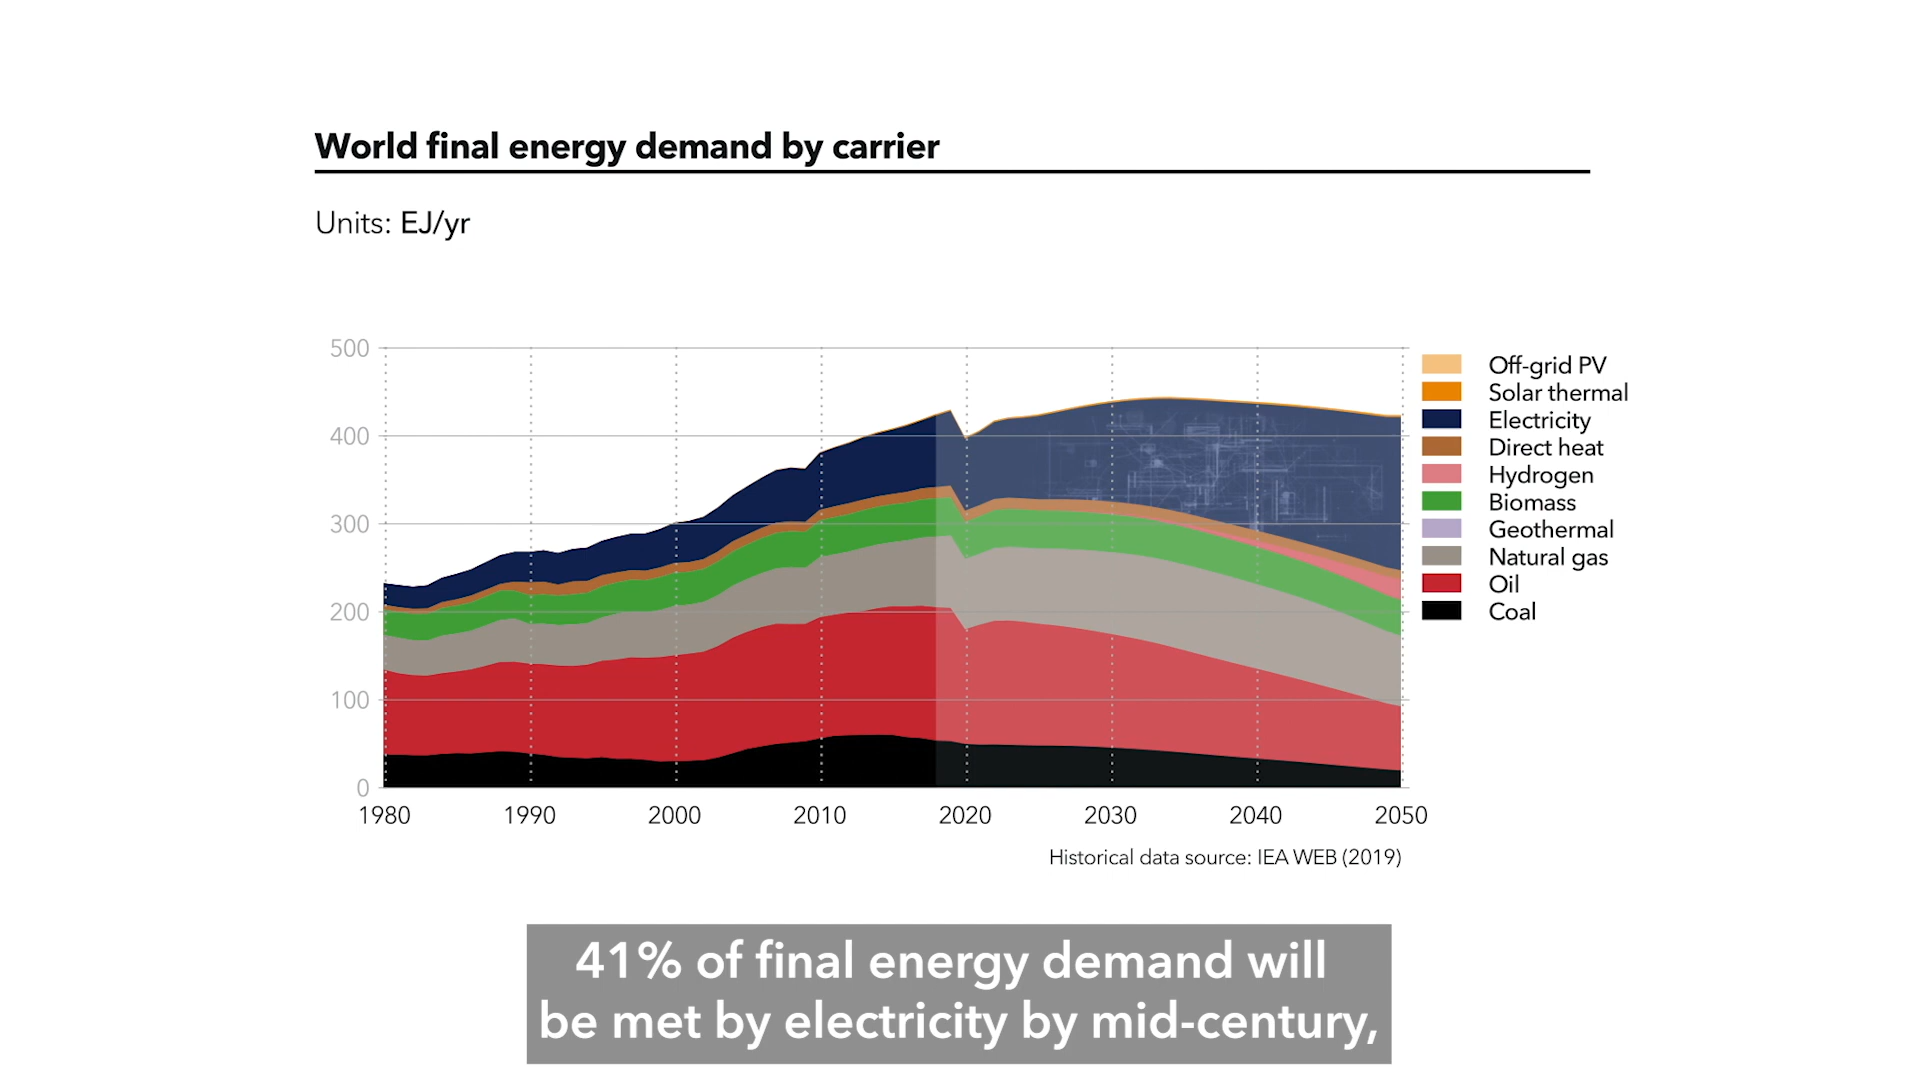 World final energy demand by carrier
Units: EJ/yr
500
400
300
200
100
0
1980 1990 2000 2010 2020 2030 2040 2050
Off-grid PV
Solar thermal
Electricity
Direct heat
Hydrogen
Biomass
Geothermal
Natural gas
Oil
Coal
Historical data source: IEA WEB (2019)
41% of final energy demand will
be met by electricity by mid-century,